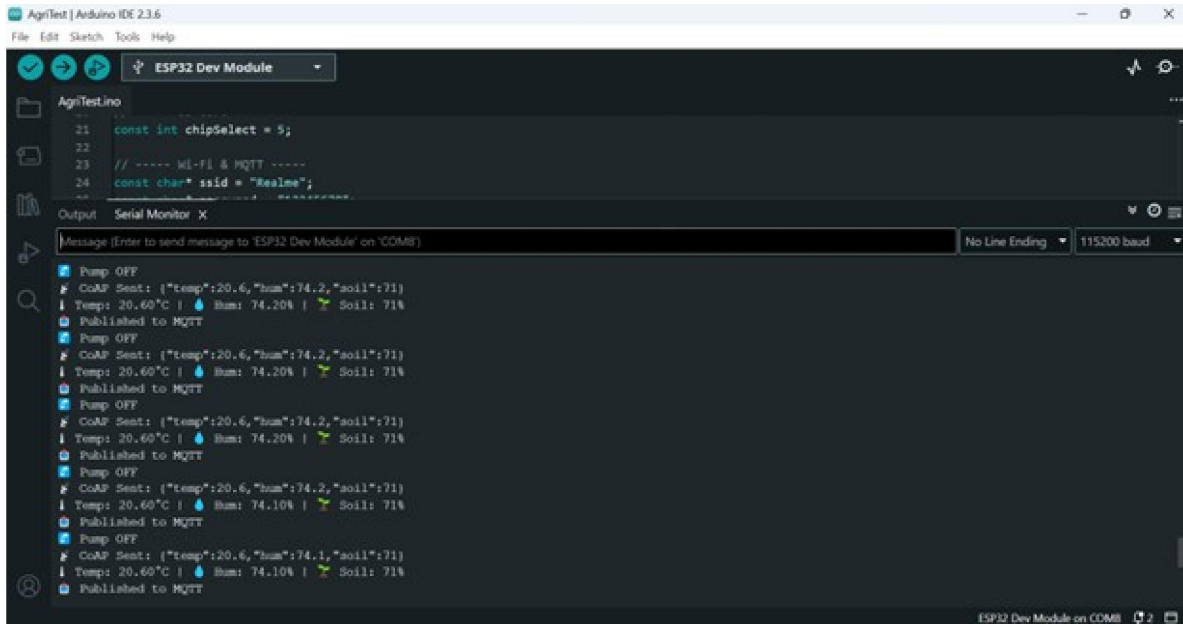 AgriTest | Arduino IDE 2.3.6
File Edit Sketch Tools Help
ESP32 Dev Module
AgriTest.ino
21 const int chipSelect = 5;
22
23 // ----- Wi-Fi & MQTT -----
24 const char* ssid = "Realme";
Output Serial Monitor X
Message (Enter to send message to 'ESP32 Dev Module' on 'COM8')
No Line Ending 115200 baud
Pump OFF
CoAP Sent: {"temp":20.6,"hum":74.2,"soil":71}
Temp: 20.60°C | 💧 Hum: 74.20% | 🌱 Soil: 71%
Published to MQTT
Pump OFF
CoAP Sent: {"temp":20.6,"hum":74.2,"soil":71}
Temp: 20.60°C | 💧 Hum: 74.20% | 🌱 Soil: 71%
Published to MQTT
Pump OFF
CoAP Sent: {"temp":20.6,"hum":74.2,"soil":71}
Temp: 20.60°C | 💧 Hum: 74.20% | 🌱 Soil: 71%
Published to MQTT
Pump OFF
CoAP Sent: {"temp":20.6,"hum":74.2,"soil":71}
Temp: 20.60°C | 💧 Hum: 74.10% | 🌱 Soil: 71%
Published to MQTT
Pump OFF
CoAP Sent: {"temp":20.6,"hum":74.1,"soil":71}
Temp: 20.60°C | 💧 Hum: 74.10% | 🌱 Soil: 71%
Published to MQTT
ESP32 Dev Module on COM8 2